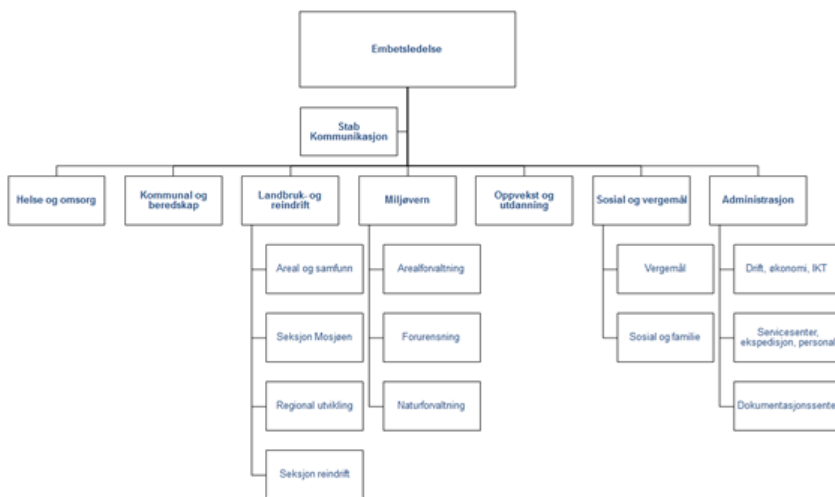 Embetsledelse
Stab
Kommunikasjon
Helse og omsorg
Kommunal og
beredskap
Landbruk- og
reindrift
Miljøvern
Oppvekst og
utdanning
Sosial og vergemål
Administrasjon
Areal og samfunn
Arealforvaltning
Vergemål
Drift, økonomi, IKT
Seksjon Mosjøen
Forurensning
Sosial og familie
Servicesenter,
ekspedisjon, personal
Regional utvikling
Naturforvaltning
Dokumentasjonssente
Seksjon reindrift